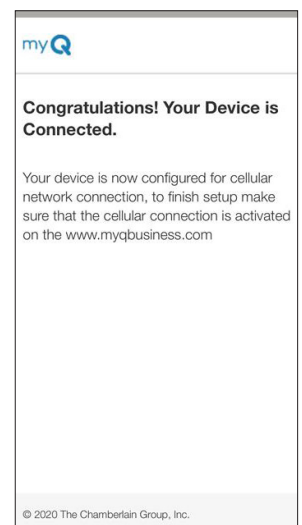 myQ
Congratulations! Your Device is
Connected.
Your device is now configured for cellular
network connection, to finish setup make
sure that the cellular connection is activated
on the www.myqbusiness.com
© 2020 The Chamberlain Group, Inc.